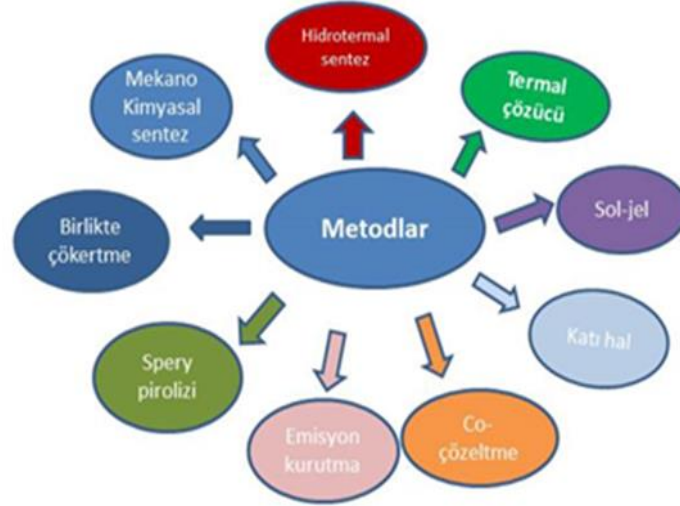 Hidrotermal
sentez
Termal
çözücü
Sol-jel
Katı hal
Co-
çözeltme
Emisyon
kurutma
Spery
pirolizi
Birlikte
çökertme
Mekano
Kimyasal
sentez
Metodlar